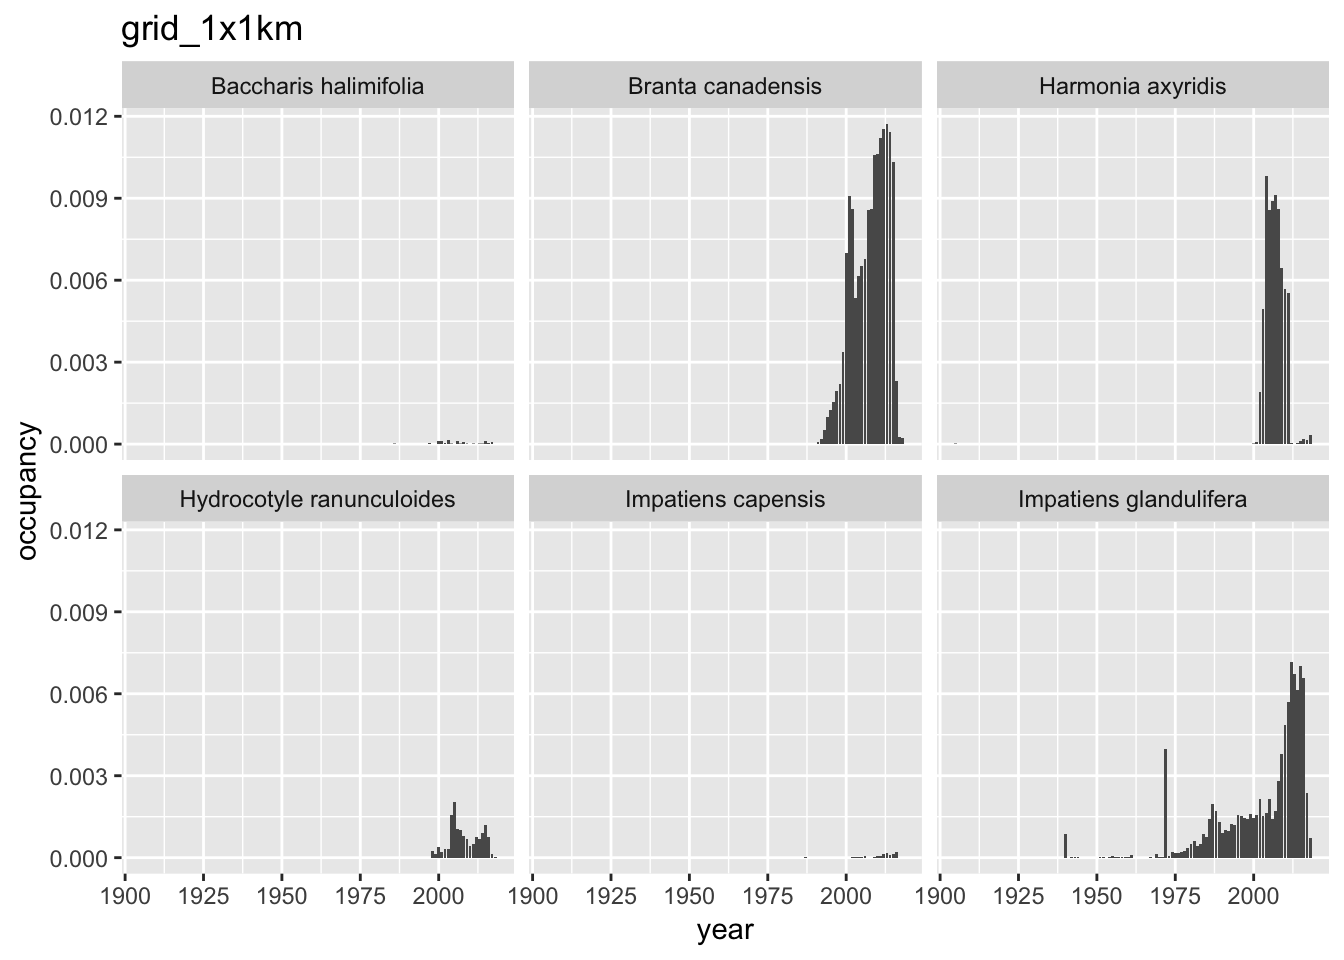 grid_1x1km
Baccharis halimifolia Branta canadensis Harmonia axyridis
0.012
0.009
0.006
0.003
0.000
Hydrocotyle ranunculoides Impatiens capensis Impatiens glandulifera
0.012
0.009
0.006
0.003
0.000
occupancy
1900 1925 1950 1975 2000 1900 1925 1950 1975 2000 1900 1925 1950 1975 2000
year